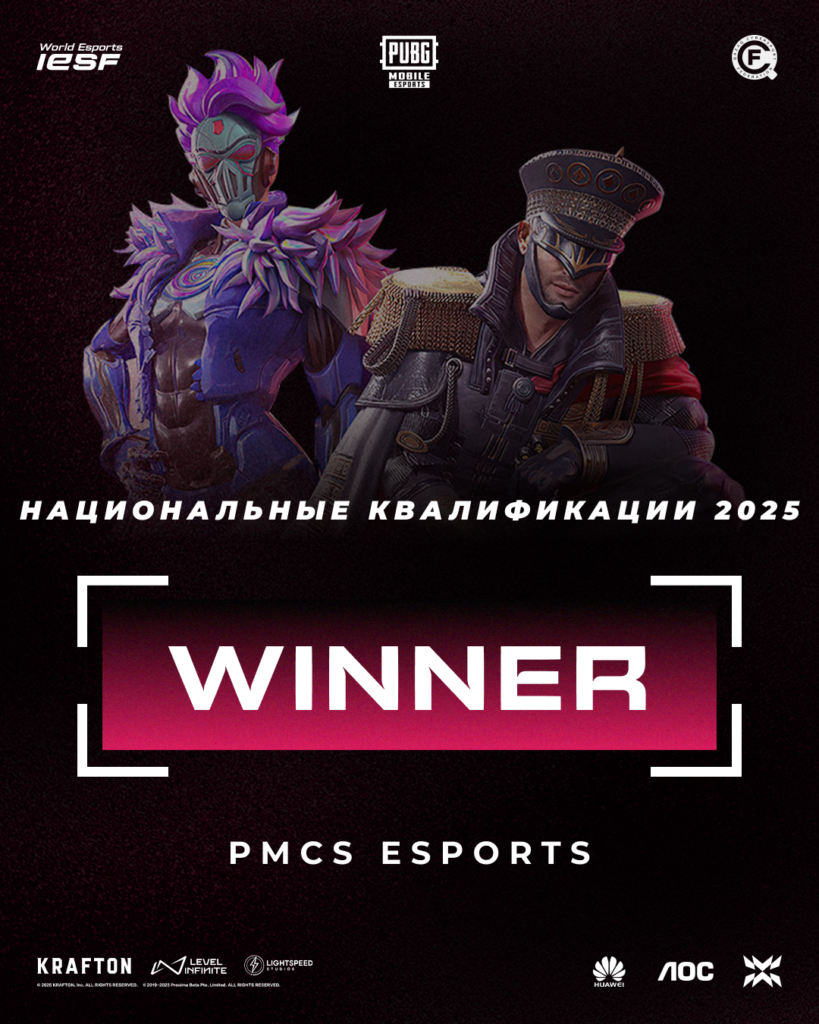 World Esports
IESF
PUBG
MOBILE
ESPORTS
НАЦИОНАЛЬНЫЕ КВАЛИФИКАЦИИ 2025
WINNER
PMCS ESPORTS
KRAFTON
LEVEL INFINITE
LIGHTSPEED STUDIOS
HUAWEI
AOC
© 2025 KRAFTON, Inc. ALL RIGHTS RESERVED. © 2019-2025 Proxima Beta Pte. Limited. ALL RIGHTS RESERVED.